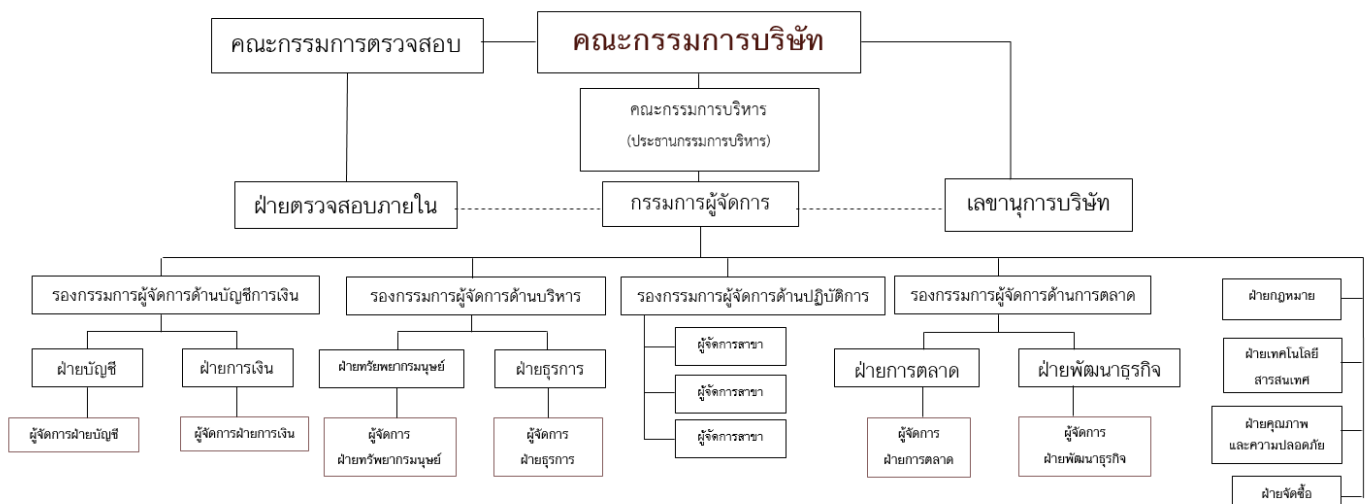 คณะกรรมการตรวจสอบ
คณะกรรมการบริษัท
คณะกรรมการบริหาร
(ประธานกรรมการบริหาร)
ฝ่ายตรวจสอบภายใน
กรรมการผู้จัดการ
เลขานุการบริษัท
รองกรรมการผู้จัดการด้านบัญชีการเงิน
รองกรรมการผู้จัดการด้านบริหาร
รองกรรมการผู้จัดการด้านปฏิบัติการ
รองกรรมการผู้จัดการด้านการตลาด
ฝ่ายบัญชี
ฝ่ายการเงิน
ฝ่ายทรัยพยากรมนุษย์
ฝ่ายธุรการ
ผู้จัดการสาขา
ผู้จัดการสาขา
ผู้จัดการสาขา
ฝ่ายการตลาด
ฝ่ายพัฒนาธุรกิจ
ผู้จัดการฝ่ายบัญชี
ผู้จัดการฝ่ายการเงิน
ผู้จัดการ
ฝ่ายทรัพยากรมนุษย์
ผู้จัดการ
ฝ่ายธุรการ
ผู้จัดการ
ฝ่ายการตลาด
ผู้จัดการ
ฝ่ายพัฒนาธุรกิจ
ฝ่ายกฎหมาย
ฝ่ายเทคโนโลยี
สารสนเทศ
ฝ่ายคุณภาพ
และความปลอดภัย
ฝ่ายจัดซื้อ